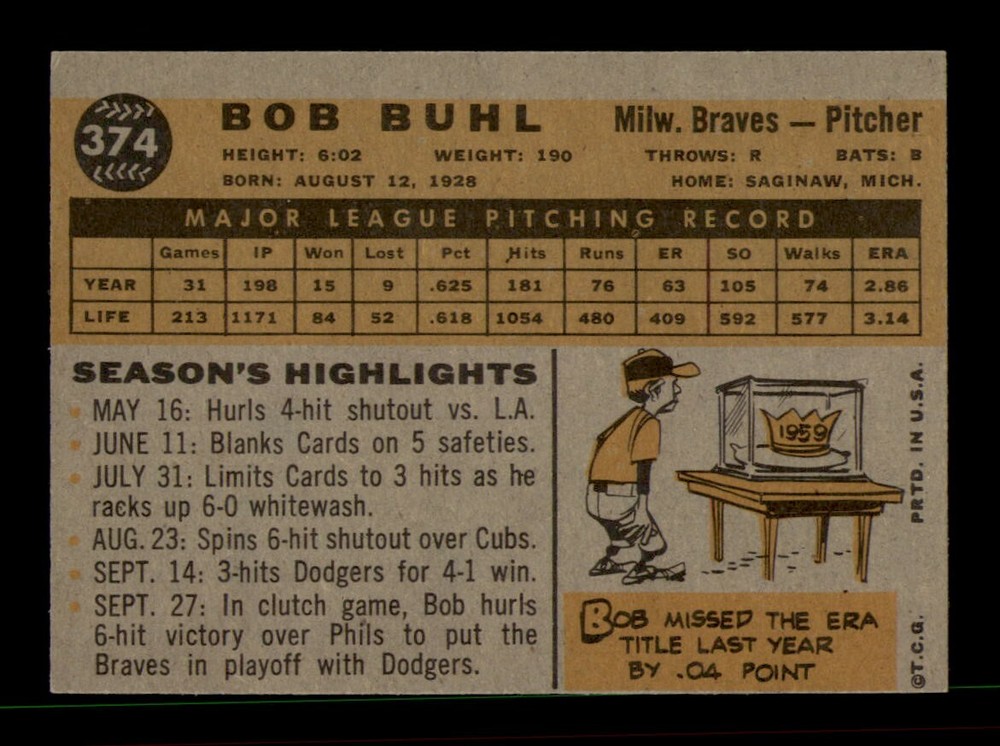 374
BOB BUHL
Milw. Braves — Pitcher
HEIGHT: 6:02 WEIGHT: 190 THROWS: R BATS: B
BORN: AUGUST 12, 1928 HOME: SAGINAW, MICH.
MAJOR LEAGUE PITCHING RECORD
Games IP Won Lost Pct Hits Runs ER SO Walks ERA
YEAR 31 198 15 9 .625 181 76 63 105 74 2.86
LIFE 213 1171 84 52 .618 1054 480 409 592 577 3.14
SEASON'S HIGHLIGHTS
MAY 16: Hurls 4-hit shutout vs. L.A.
JUNE 11: Blanks Cards on 5 safeties.
JULY 31: Limits Cards to 3 hits as he
racks up 6-0 whitewash.
AUG. 23: Spins 6-hit shutout over Cubs.
SEPT. 14: 3-hits Dodgers for 4-1 win.
SEPT. 27: In clutch game, Bob hurls
6-hit victory over Phils to put the
Braves in playoff with Dodgers.
1959
BOB MISSED THE ERA
TITLE LAST YEAR
BY .04 POINT
©T.C.G. PRTD. IN U.S.A.